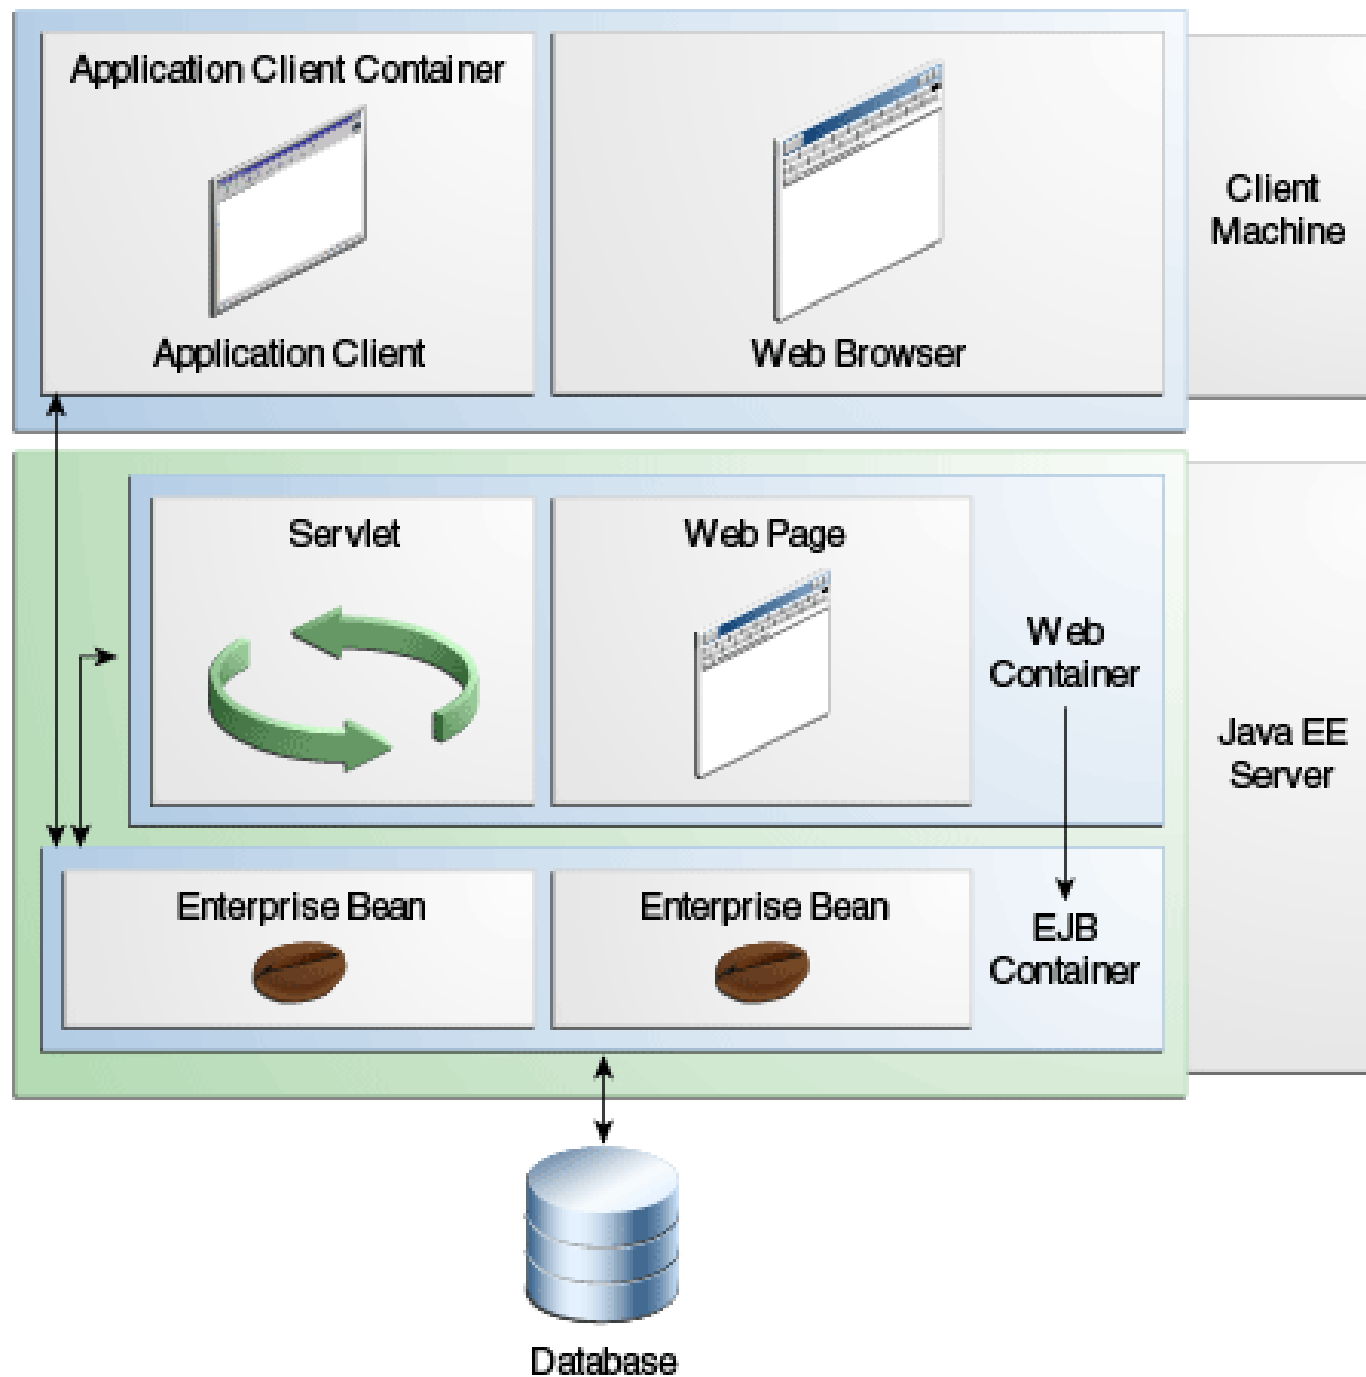 Application Client Container
Application Client
Web Browser
Client
Machine
Servlet
Web Page
Web
Container
Java EE
Server
Enterprise Bean
Enterprise Bean
EJB
Container
Database